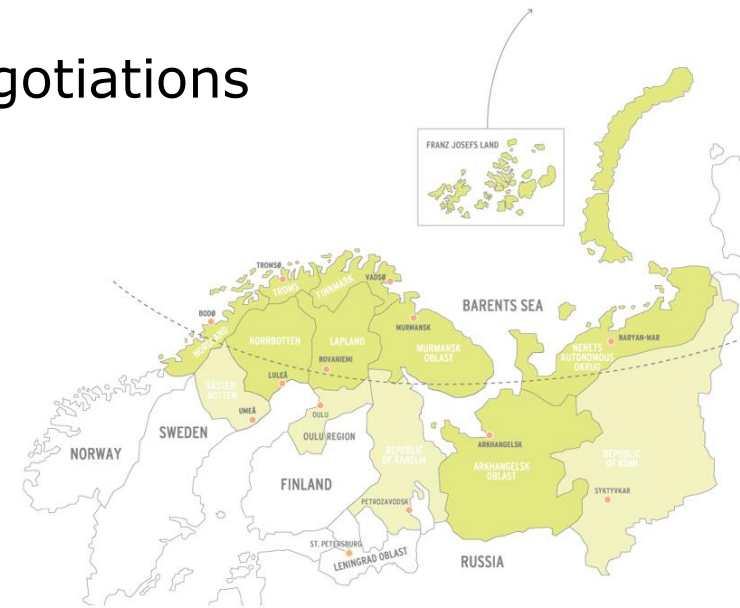 gotiations
FRANZ JOSEFS LAND
TROMSØ
TROMS
FINNMARK
VADSØ
BARENTS SEA
BODØ
NORDLAND
MURMANSK
NORRBOTTEN
LAPLAND
MURMANSK
OBLAST
NARYAN-MAR
NENETS
AUTONOMOUS
OKRUG
ROVANIEMI
LULEÅ
VÄSTER-
BOTTEN
UMEÅ
OULU
OULU REGION
SWEDEN
NORWAY
ARKHANGELSK
REPUBLIC
OF KARELIA
ARKHANGELSK
OBLAST
REPUBLIC
OF KOMI
FINLAND
SYKTYVKAR
PETROZAVODSK
ST. PETERSBURG
LENINGRAD OBLAST
RUSSIA